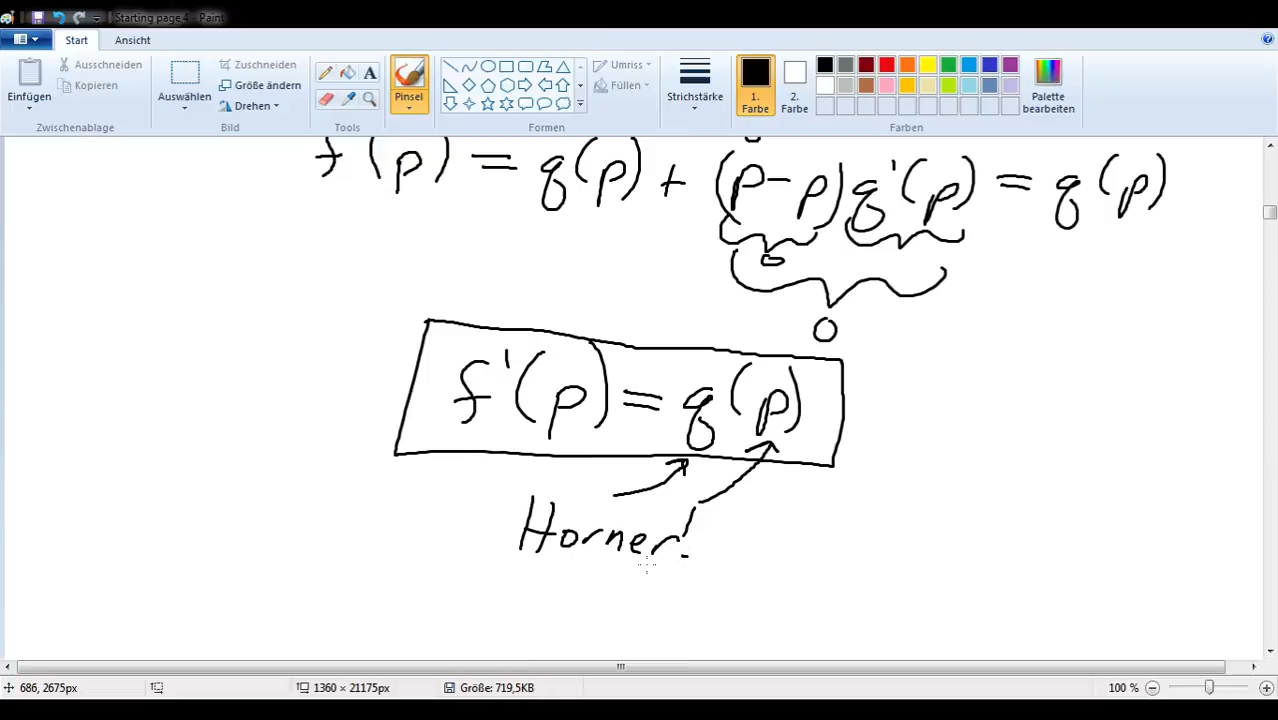 Starting page 4 - Paint
Start Ansicht
Einfügen
Ausschneiden
Kopieren
Zwischenablage
Auswählen
Zuschneiden
Größe ändern
Drehen
Bild
A
Tools
Pinsel
Umriss
Füllen
Formen
Strichstärke
1. Farbe
2. Farbe
Palette bearbeiten
Farben
f'(p) = q(p) + (p-p)q'(p) = q(p)
0
0
f'(p) = q(p)
Horner!
686, 2675px
1360 × 21175px
Größe: 719,5KB
100 %